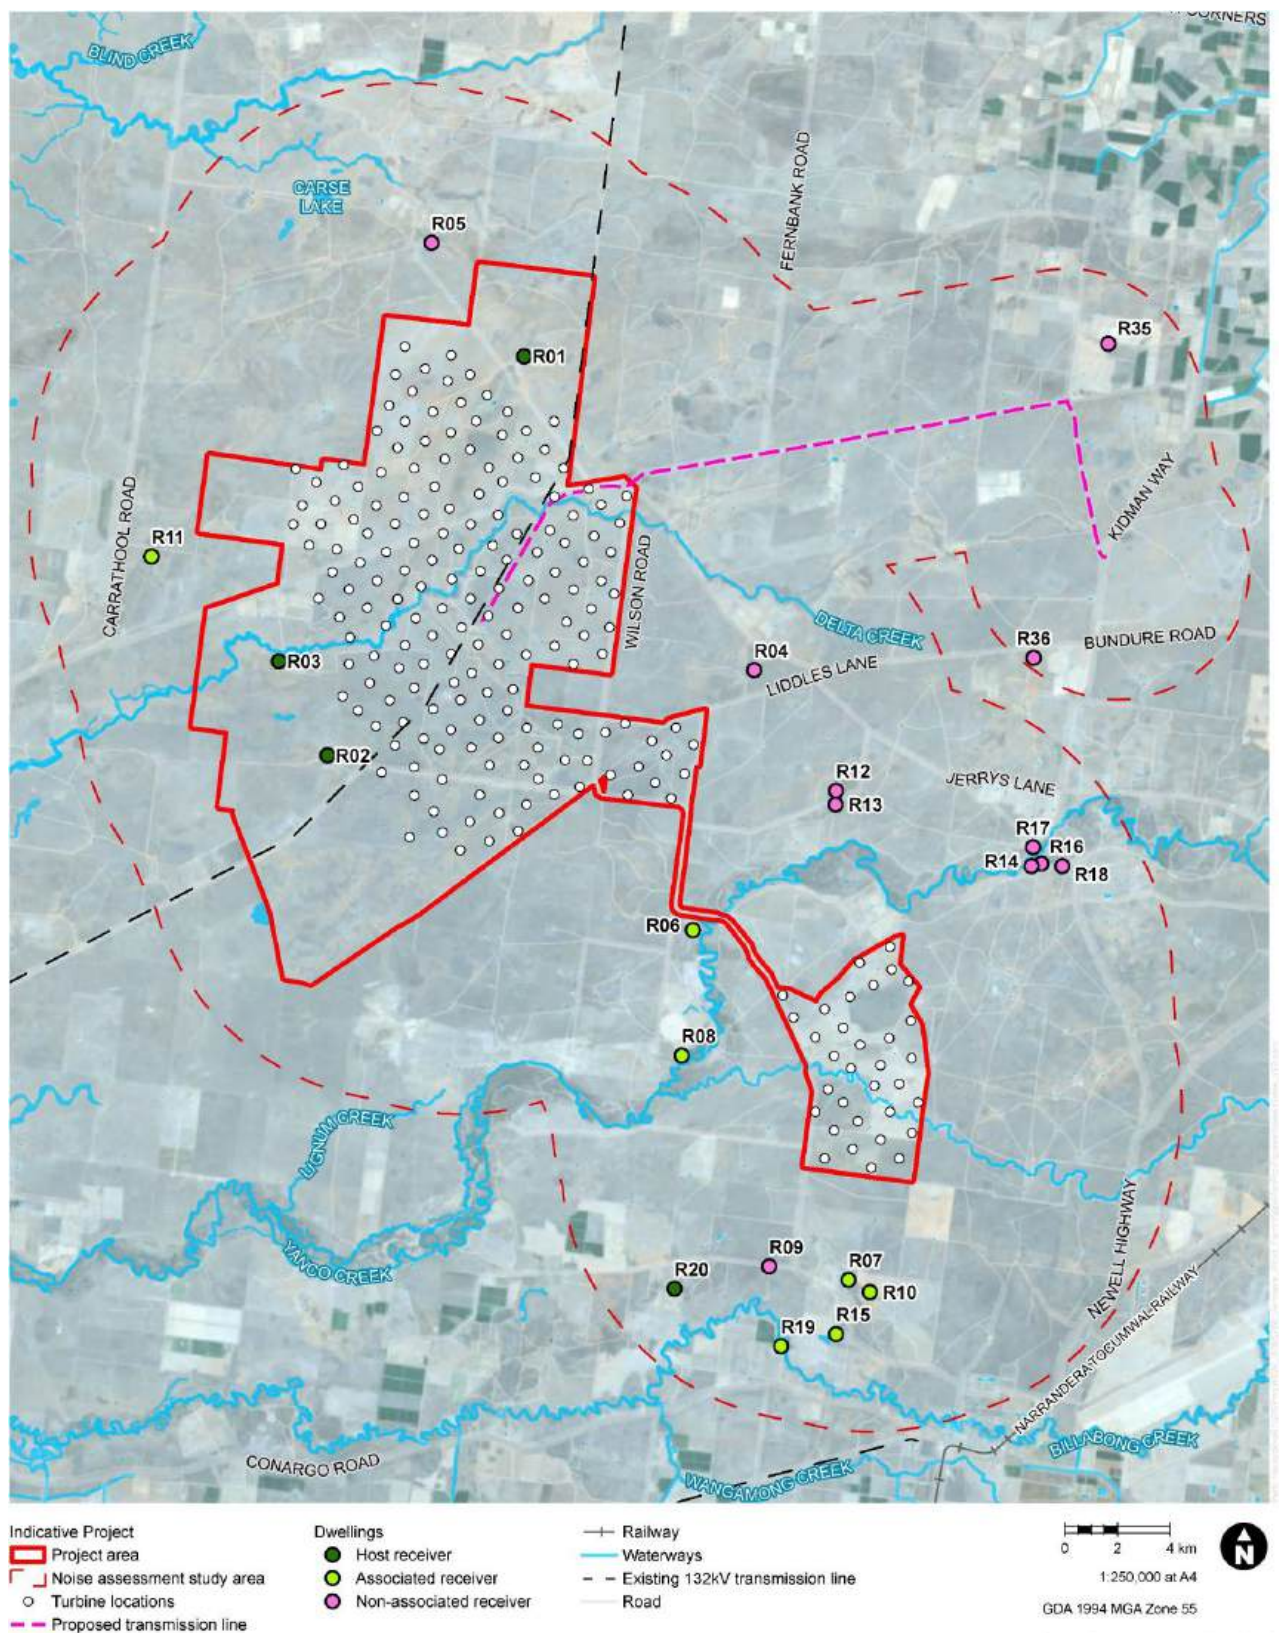 CORNERS
BLIND CREEK
CARSE
LAKE
FERNBANK ROAD
R05
R35
R01
KIDMAN WAY
CARRATHOOL ROAD
R11
WILSON ROAD
DELTA CREEK
R36
BUNDURE ROAD
R04
LIDDLES LANE
R03
R02
R12
R13
JERRYS LANE
R17
R16
R14
R18
R06
R08
UGNUM CREEK
YANCO CREEK
NEWELL HIGHWAY
NARRANDERA TOCUMWAL RAILWAY
R09
R07
R20
R10
R15
R19
BILLABONG CREEK
CONARGO ROAD
WANGAMONG CREEK
Indicative Project
Project area
Noise assessment study area
Turbine locations
Proposed transmission line
Dwellings
Host receiver
Associated receiver
Non-associated receiver
Railway
Waterways
Existing 132kV transmission line
Road
0 2 4 km
1:250,000 at A4
GDA 1994 MGA Zone 55
N